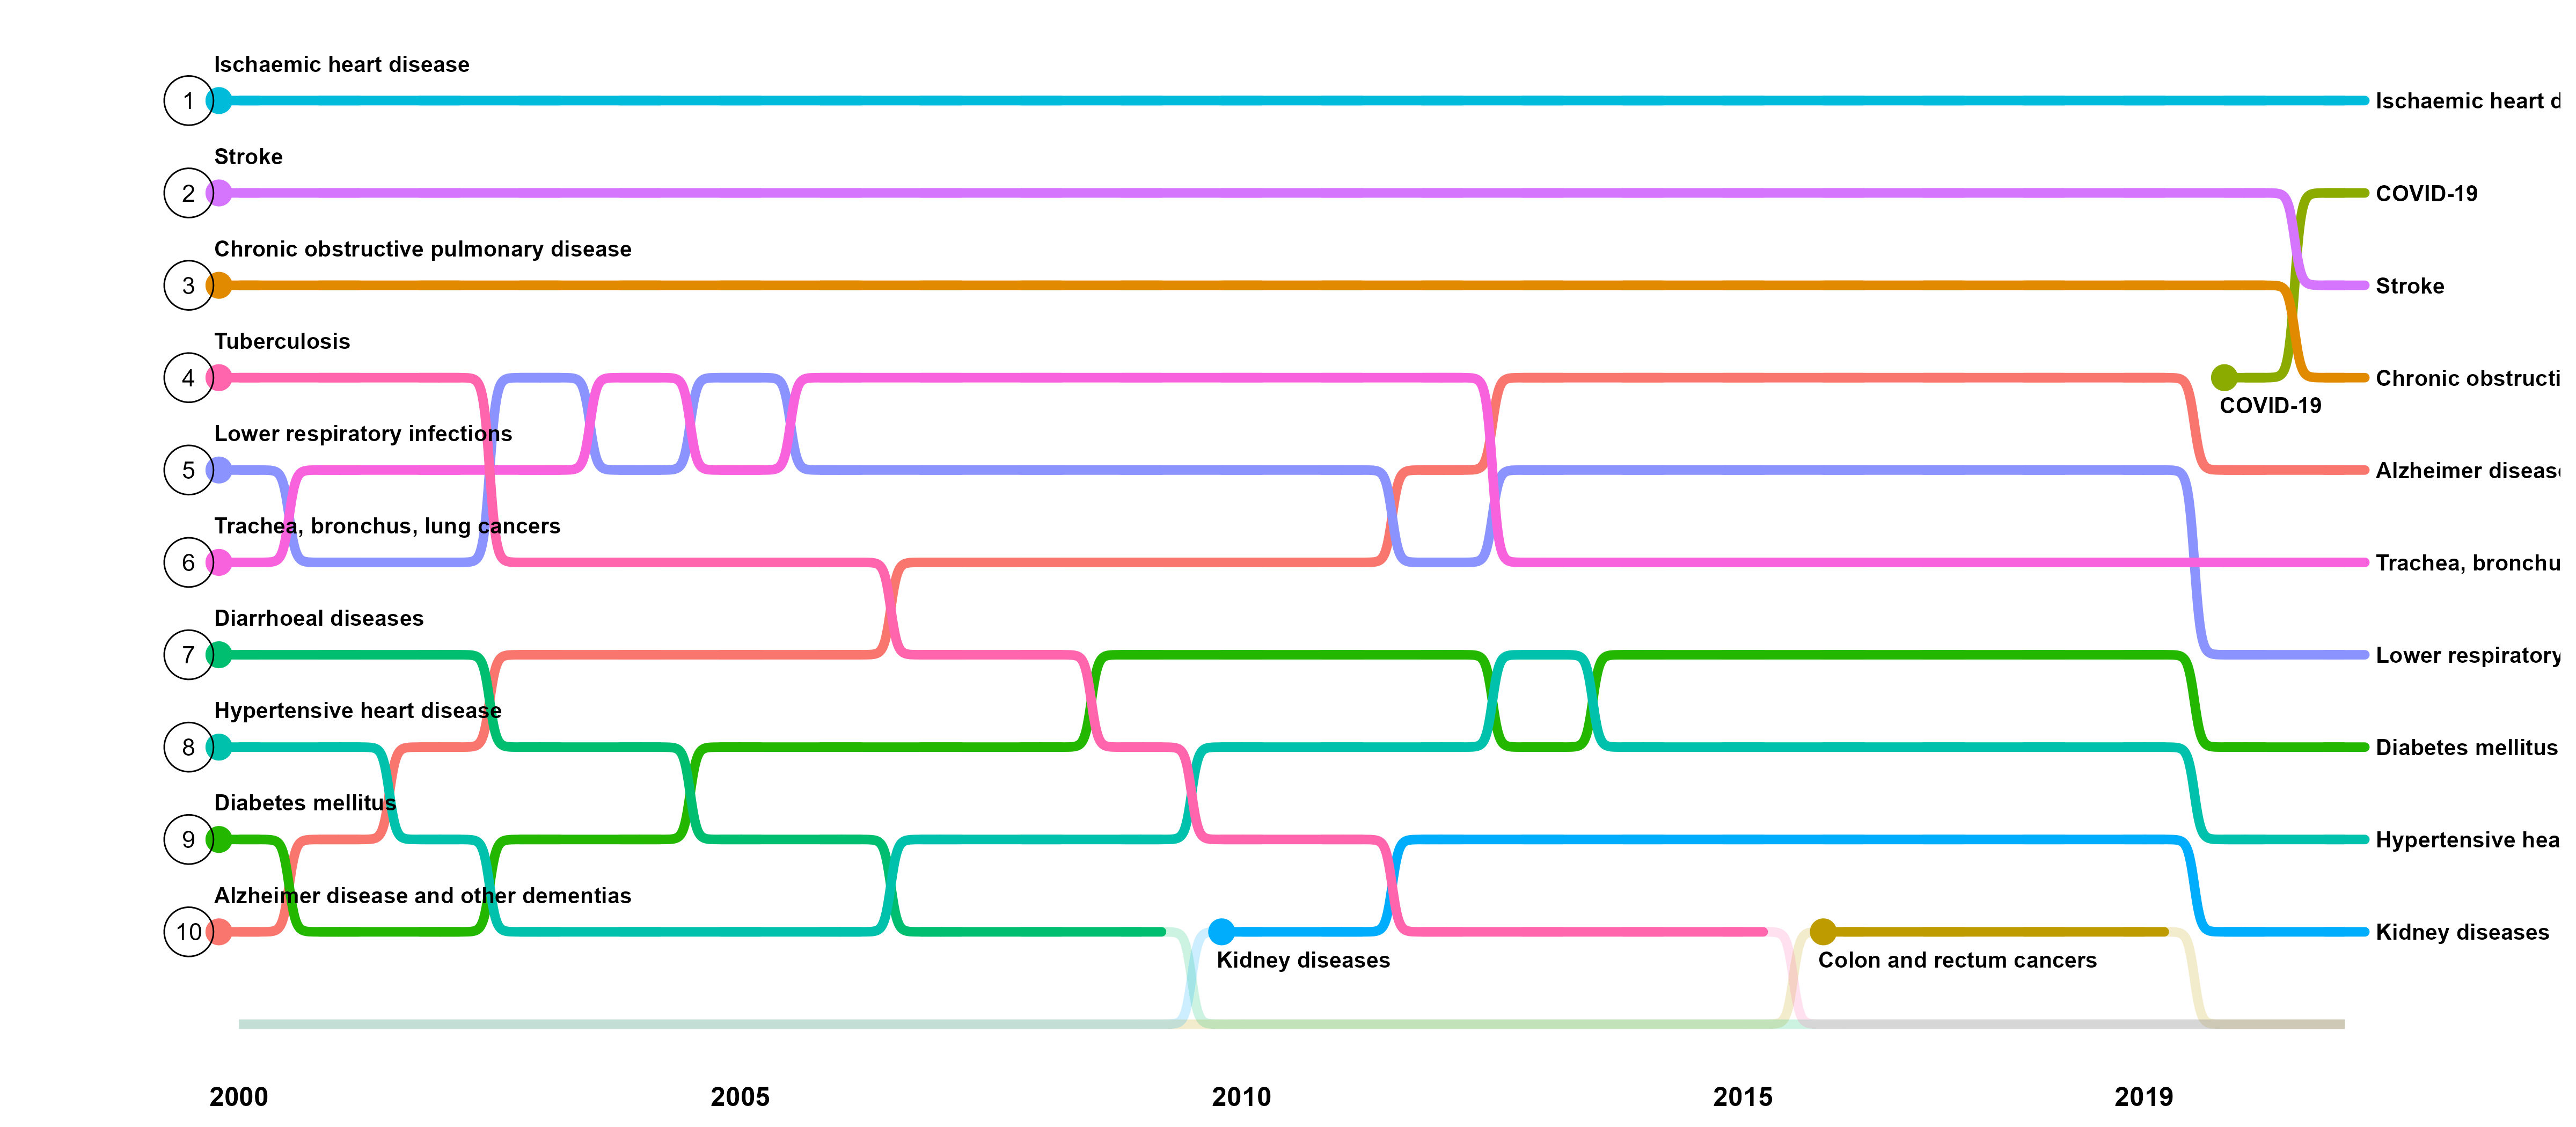 Ischaemic heart disease
1
Ischaemic heart d
Stroke
2
COVID-19
Chronic obstructive pulmonary disease
3
Stroke
Tuberculosis
4
Chronic obstructi
COVID-19
Lower respiratory infections
5
Alzheimer disease
Trachea, bronchus, lung cancers
6
Trachea, bronchu
Diarrhoeal diseases
7
Lower respiratory
Hypertensive heart disease
8
Diabetes mellitus
Diabetes mellitus
9
Hypertensive hea
Alzheimer disease and other dementias
10
Kidney diseases
Kidney diseases
Colon and rectum cancers
2000
2005
2010
2015
2019